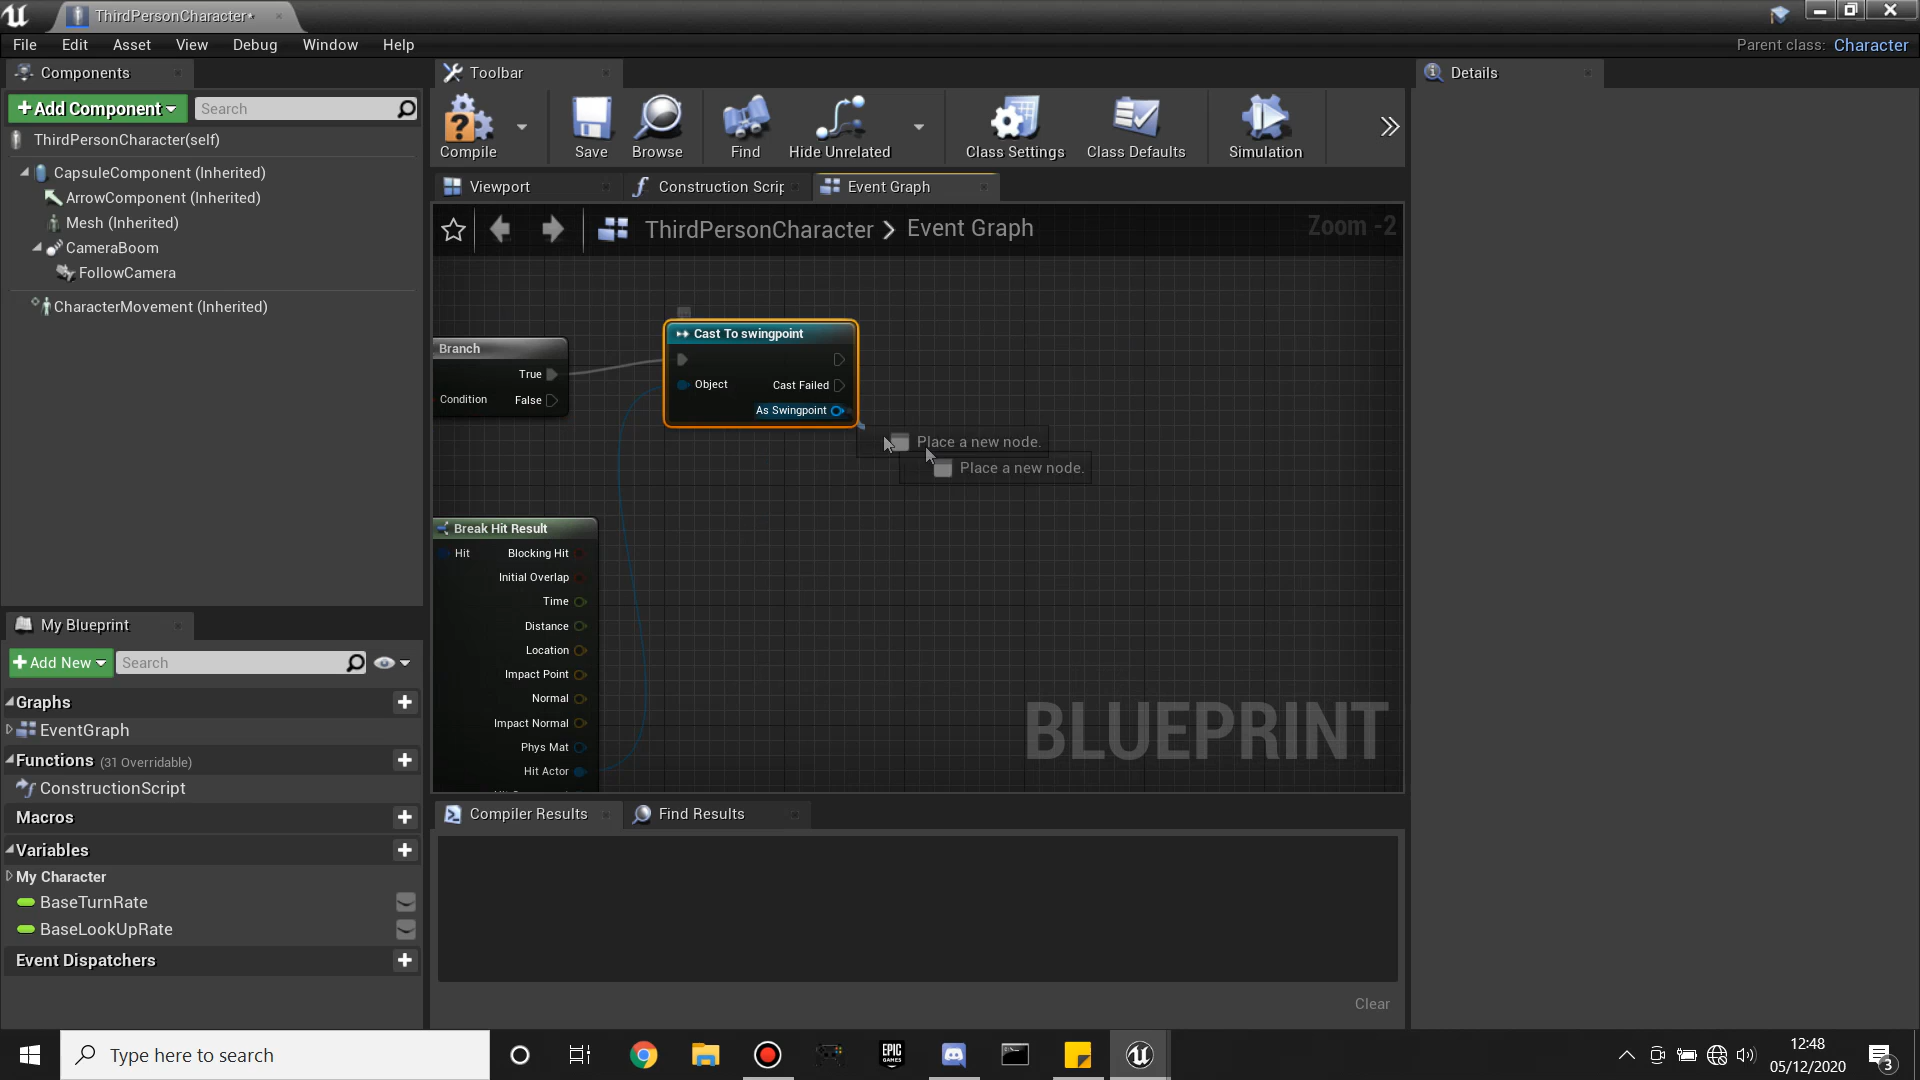 ThirdPersonCharacter*
File Edit Asset View Debug Window Help
Parent class: Character
Components
+Add Component
Search
ThirdPersonCharacter(self)
CapsuleComponent (Inherited)
ArrowComponent (Inherited)
Mesh (Inherited)
CameraBoom
FollowCamera
CharacterMovement (Inherited)
My Blueprint
+Add New
Search
Graphs
EventGraph
Functions (31 Overridable)
ConstructionScript
Macros
Variables
My Character
BaseTurnRate
BaseLookUpRate
Event Dispatchers
Toolbar
Compile Save Browse Find Hide Unrelated Class Settings Class Defaults Simulation
Viewport
Construction Scrip
Event Graph
ThirdPersonCharacter > Event Graph
Zoom -2
Branch
True
Condition False
Cast To swingpoint
Object Cast Failed
As Swingpoint
Place a new node.
Place a new node.
Break Hit Result
Hit Blocking Hit
Initial Overlap
Time
Distance
Location
Impact Point
Normal
Impact Normal
Phys Mat
Hit Actor
BLUEPRINT
Compiler Results
Find Results
Clear
Details
Type here to search
EPIC
GAMES
12:48
05/12/2020
3